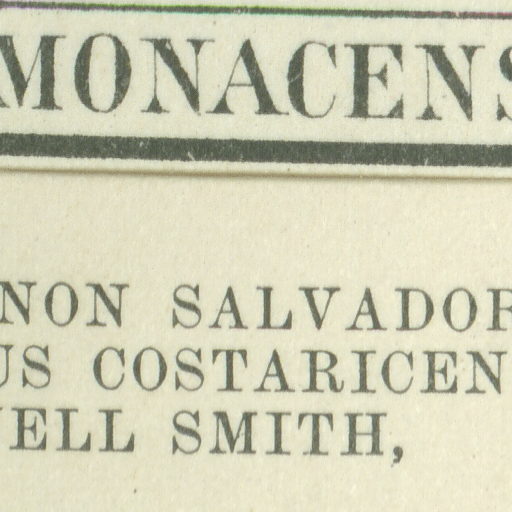 MONACENS
NON SALVADOR
US COSTARICEN
ELL SMITH,